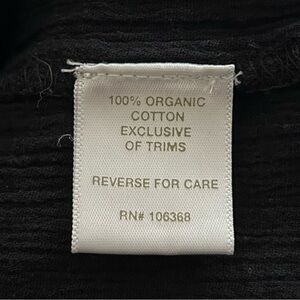 100% ORGANIC
COTTON
EXCLUSIVE
OF TRIMS
REVERSE FOR CARE
RN# 106368